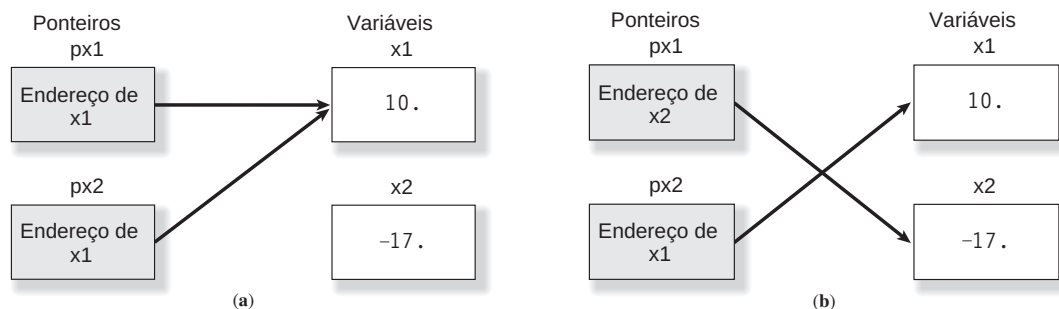 Ponteiros
px1
Variáveis
x1
Endereço de
x1
10.
px2
x2
Endereço de
x1
−17.
(a)
Ponteiros
px1
Variáveis
x1
Endereço de
x2
10.
px2
x2
Endereço de
x1
−17.
(b)